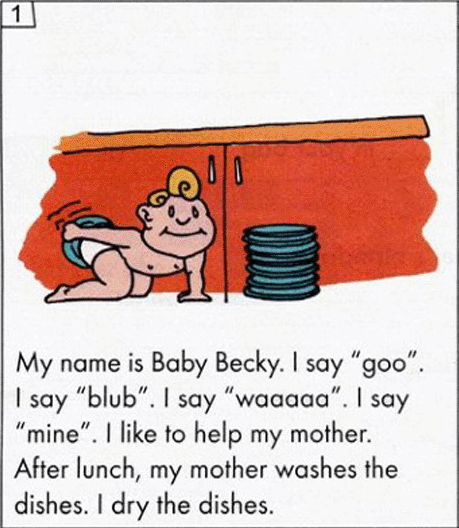 1
My name is Baby Becky. I say “goo”.
I say “blub”. I say “waaaaa”. I say
“mine”. I like to help my mother.
After lunch, my mother washes the
dishes. I dry the dishes.